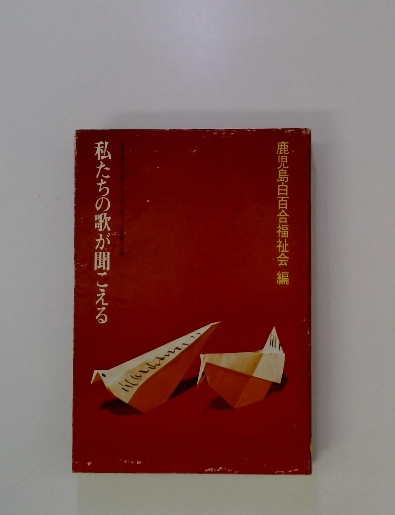 鹿児島白百合福祉会 編
私たちの歌が聞こえる